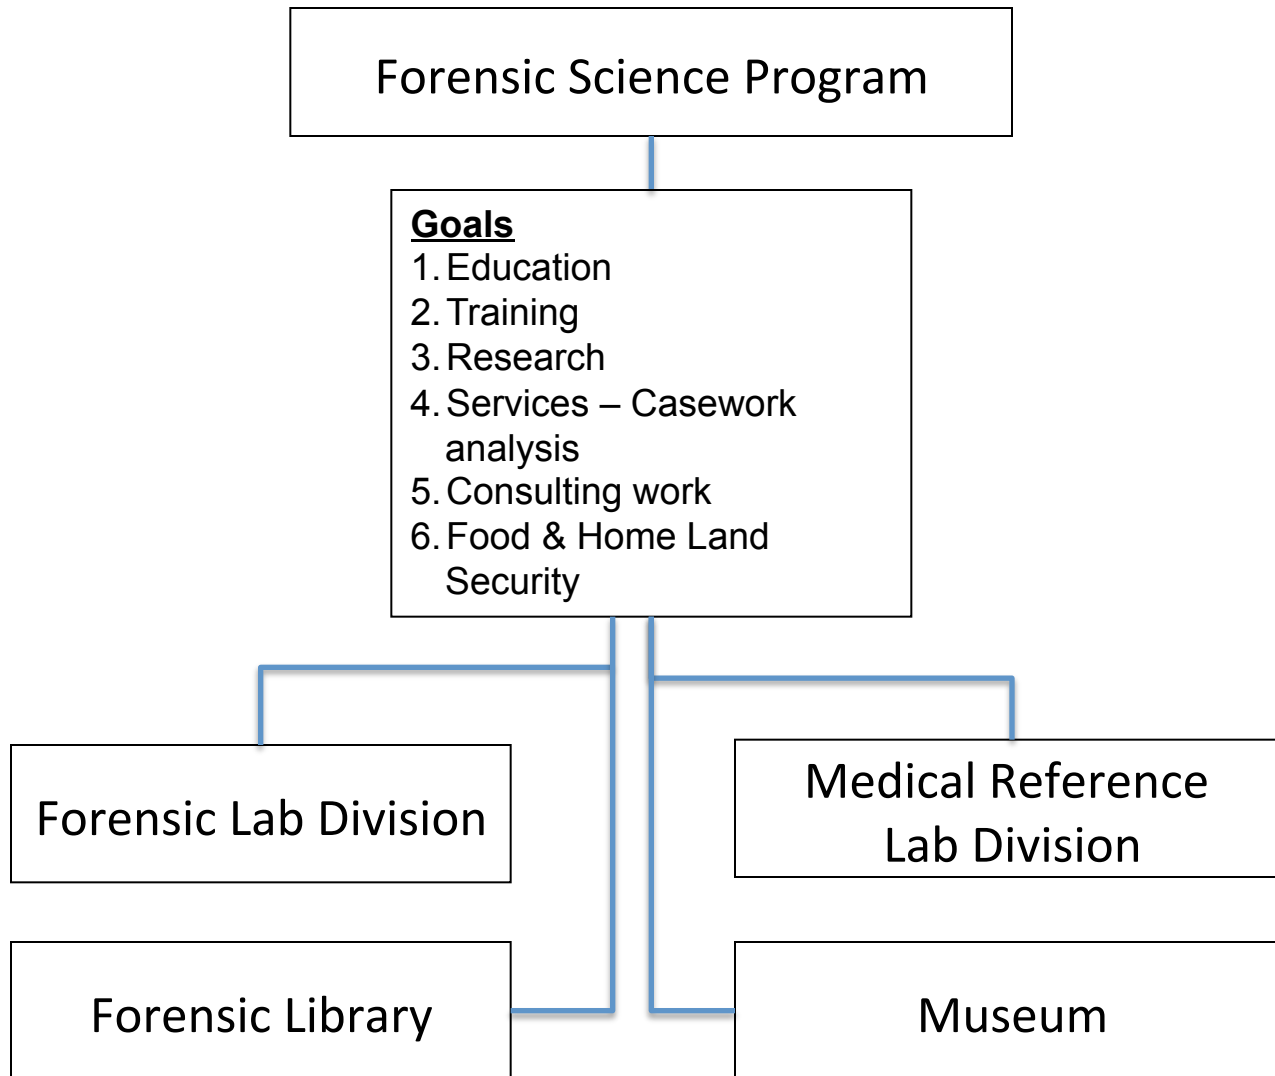 Forensic Science Program
Goals
1. Education
2. Training
3. Research
4. Services – Casework
analysis
5. Consulting work
6. Food & Home Land
Security
Forensic Lab Division
Medical Reference
Lab Division
Forensic Library
Museum